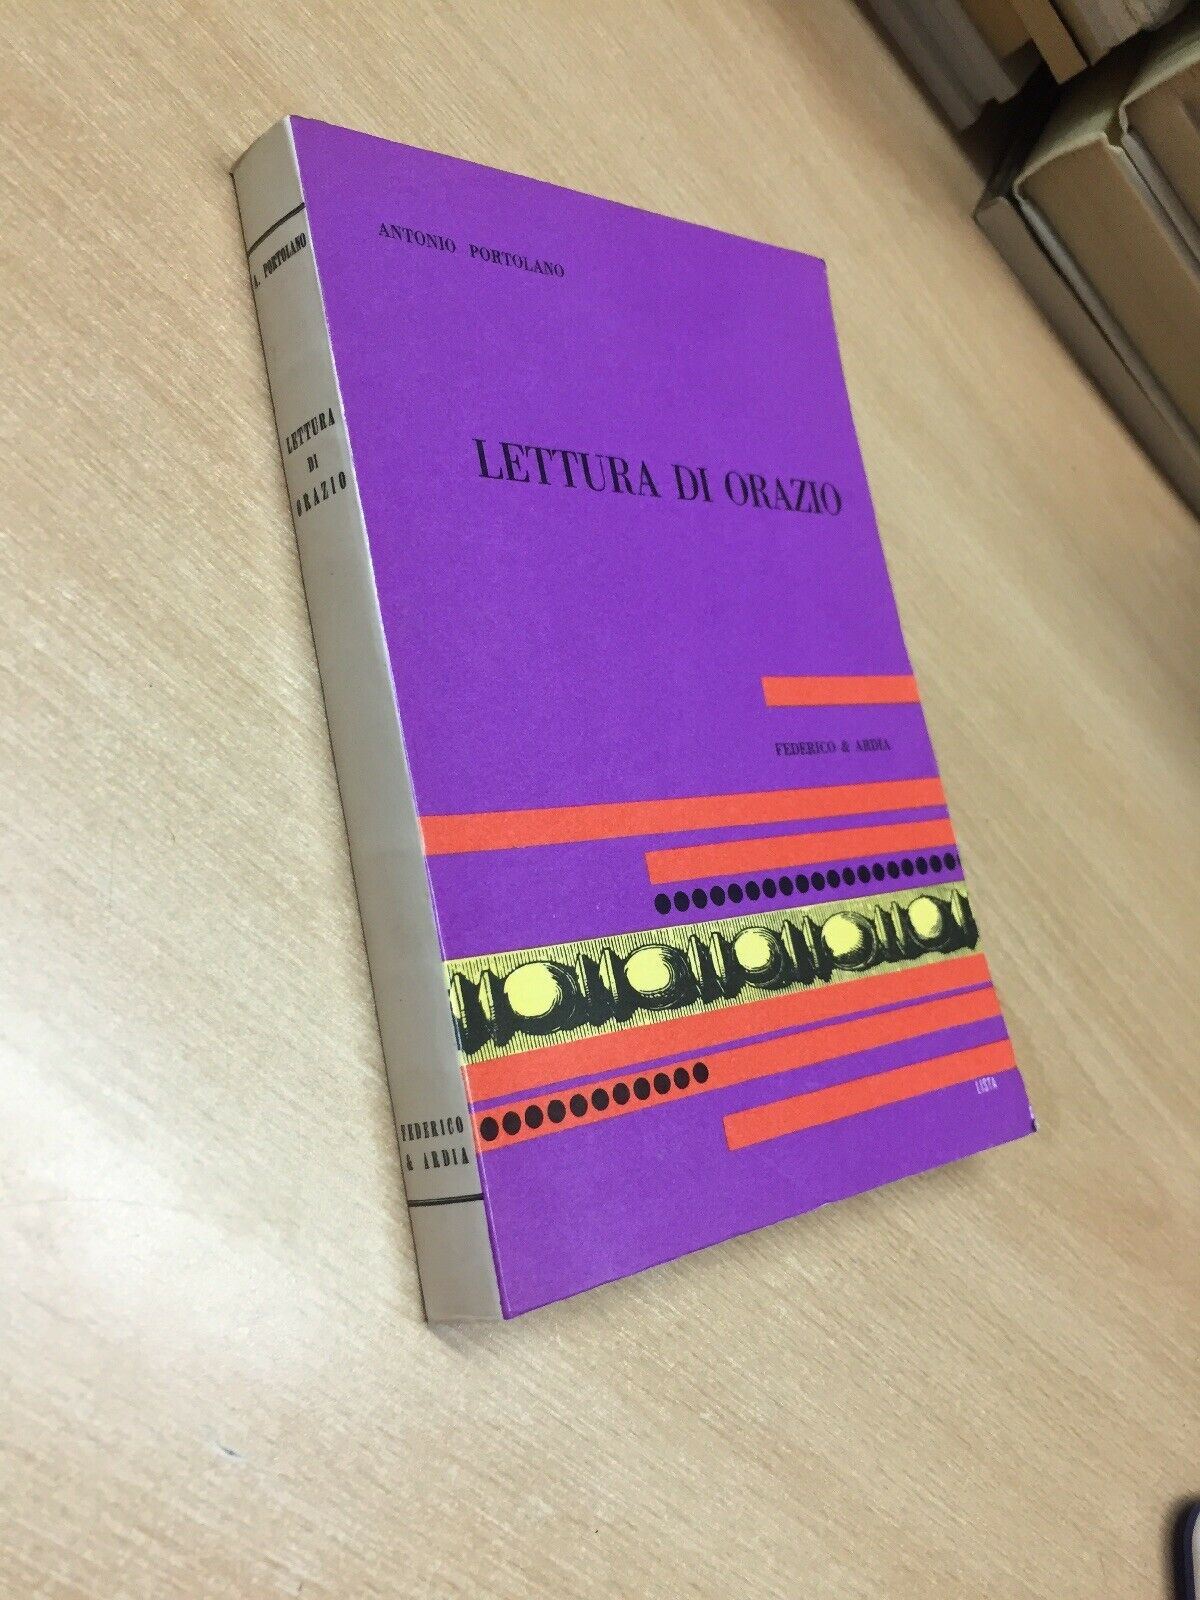 A. PORTOLANO
LETTURA
DI
ORAZIO
FEDERICO
& ARDIA
ANTONIO PORTOLANO
LETTURA DI ORAZIO
FEDERICO & ARDIA
LISTA